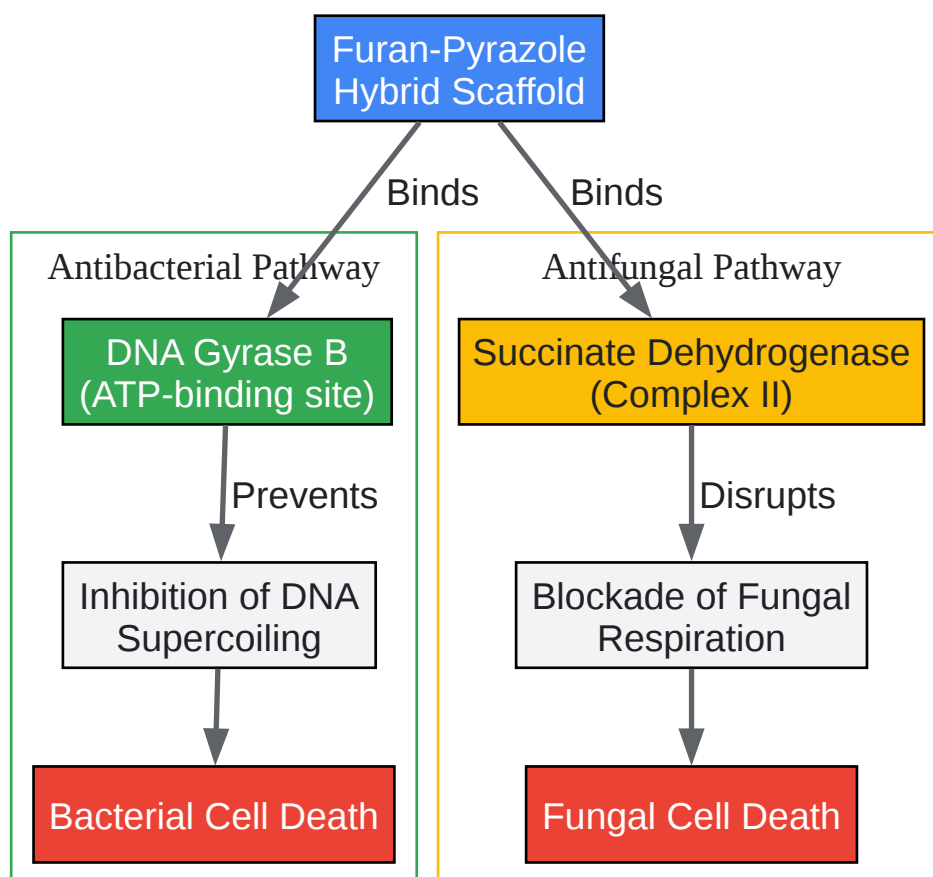 Furan-Pyrazole
Hybrid Scaffold
Binds
Binds
Antibacterial Pathway
Antifungal Pathway
DNA Gyrase B
(ATP-binding site)
Succinate Dehydrogenase
(Complex II)
Prevents
Disrupts
Inhibition of DNA
Supercoiling
Blockade of Fungal
Respiration
Bacterial Cell Death
Fungal Cell Death